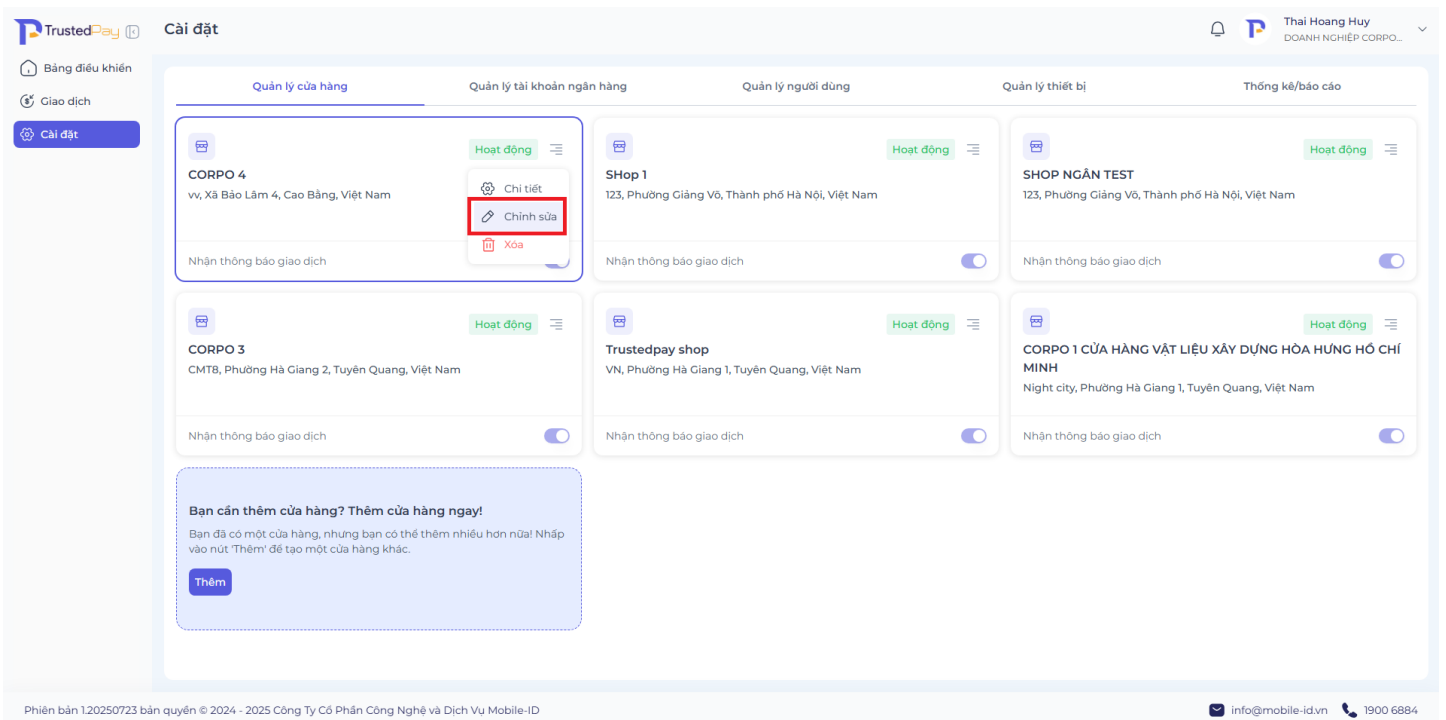 TrustedPay
Cài đặt
Thai Hoang Huy
DOANH NGHIỆP CORPO...
Bảng điều khiển
Giao dịch
Cài đặt
Quản lý cửa hàng
Quản lý tài khoản ngân hàng
Quản lý người dùng
Quản lý thiết bị
Thống kê/báo cáo
Hoạt động
CORPO 4
vv, Xã Bảo Lâm 4, Cao Bằng, Việt Nam
Chi tiết
Chỉnh sửa
Xóa
Nhận thông báo giao dịch
Hoạt động
SHop 1
123, Phường Giảng Võ, Thành phố Hà Nội, Việt Nam
Nhận thông báo giao dịch
Hoạt động
SHOP NGÂN TEST
123, Phường Giảng Võ, Thành phố Hà Nội, Việt Nam
Nhận thông báo giao dịch
Hoạt động
CORPO 3
CMT8, Phường Hà Giang 2, Tuyên Quang, Việt Nam
Nhận thông báo giao dịch
Hoạt động
Trustedpay shop
VN, Phường Hà Giang 1, Tuyên Quang, Việt Nam
Nhận thông báo giao dịch
Hoạt động
CORPO 1 CỬA HÀNG VẬT LIỆU XÂY DỰNG HÒA HƯNG HỒ CHÍ
MINH
Night city, Phường Hà Giang 1, Tuyên Quang, Việt Nam
Nhận thông báo giao dịch
Bạn cần thêm cửa hàng? Thêm cửa hàng ngay!
Bạn đã có một cửa hàng, nhưng bạn có thể thêm nhiều hơn nữa! Nhấp
vào nút 'Thêm' để tạo một cửa hàng khác.
Thêm
Phiên bản 1.20250723 bản quyền © 2024 - 2025 Công Ty Cổ Phần Công Nghệ và Dịch Vụ Mobile-ID
info@mobile-id.vn
1900 6884